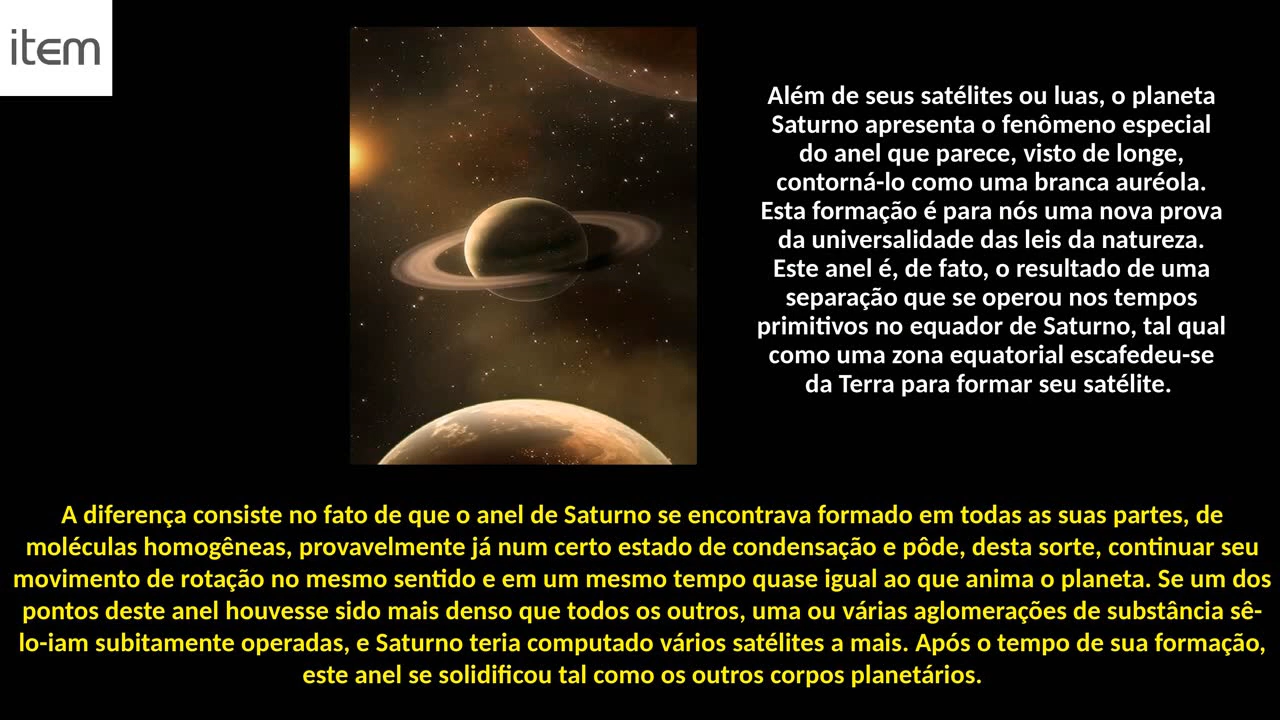 item
Além de seus satélites ou luas, o planeta
Saturno apresenta o fenômeno especial
do anel que parece, visto de longe,
contorná-lo como uma branca auréola.
Esta formação é para nós uma nova prova
da universalidade das leis da natureza.
Este anel é, de fato, o resultado de uma
separação que se operou nos tempos
primitivos no equador de Saturno, tal qual
como uma zona equatorial escafedeu-se
da Terra para formar seu satélite.
A diferença consiste no fato de que o anel de Saturno se encontrava formado em todas as suas partes, de
moléculas homogêneas, provavelmente já num certo estado de condensação e pôde, desta sorte, continuar seu
movimento de rotação no mesmo sentido e em um mesmo tempo quase igual ao que anima o planeta. Se um dos
pontos deste anel houvesse sido mais denso que todos os outros, uma ou várias aglomerações de substância sê-
lo-iam subitamente operadas, e Saturno teria computado vários satélites a mais. Após o tempo de sua formação,
este anel se solidificou tal como os outros corpos planetários.